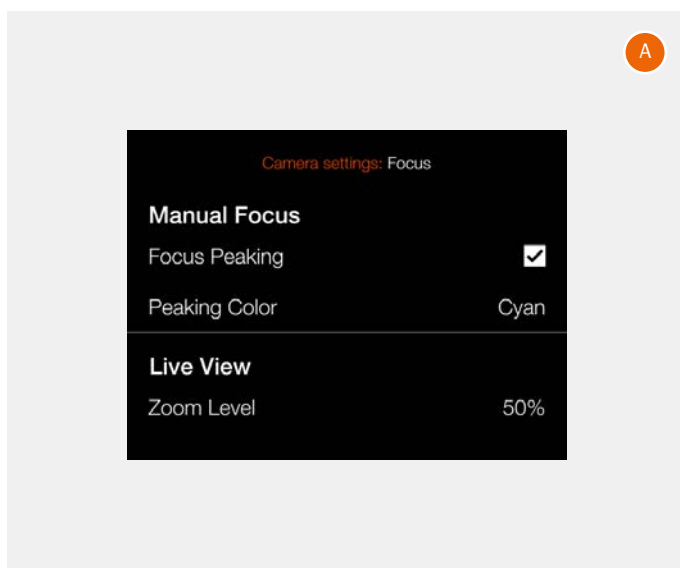 A
Camera settings: Focus
Manual Focus
Focus Peaking
Peaking Color Cyan
Live View
Zoom Level 50%